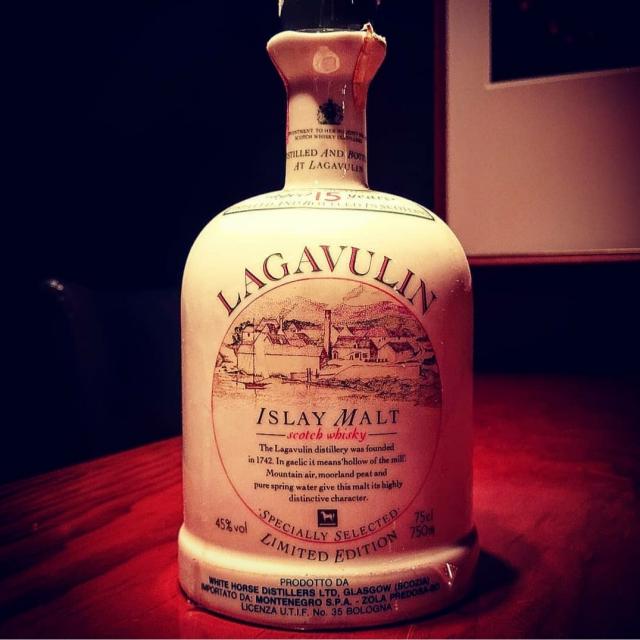 SCOTCH WHISKY DISTILLERS
AND
AT LAGAVULIN
15 years
LAGAVULIN
ISLAY MALT
scotch whisky
The Lagavulin distillery was founded
in 1742. In gaelic it means 'hollow of the mill'.
Mountain air, moorland peat and
pure spring water give this malt its highly
distinctive character.
45% vol
75cl
750ml
·SPECIALLY SELECTED·
LIMITED EDITION
PRODOTTO DA
WHITE HORSE DISTILLERS LTD, GLASGOW (SCOZIA)
IMPORTATO DA: MONTENEGRO S.P.A. - ZOLA PREDOSA-BO
LICENZA U.T.I.F. No. 35 BOLOGNA